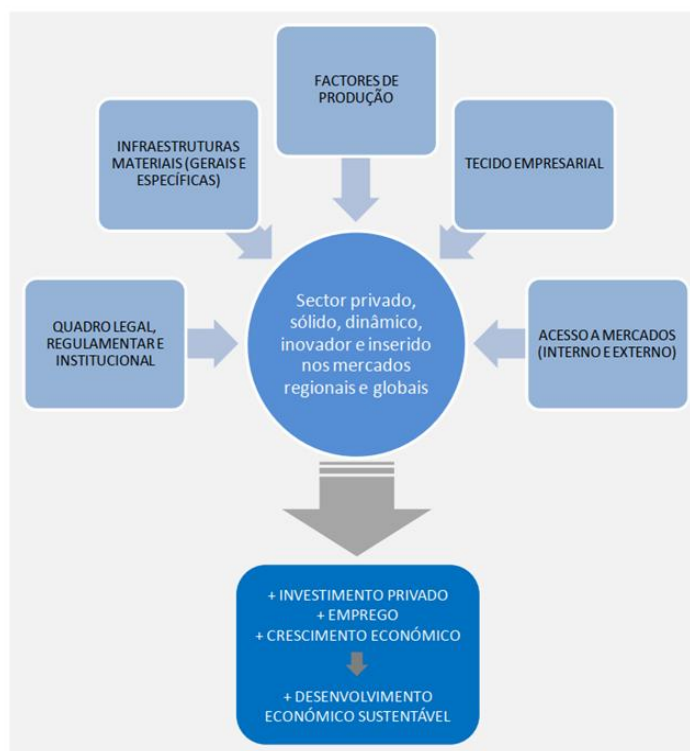 FACTORES DE
PRODUÇÃO
INFRAESTRUTURAS
MATERIAIS (GERAIS E
ESPECÍFICAS)
TECIDO EMPRESARIAL
QUADRO LEGAL,
REGULAMENTAR E
INSTITUCIONAL
Sector privado,
sólido, dinâmico,
inovador e inserido
nos mercados
regionais e globais
ACESSO A MERCADOS
(INTERNO E EXTERNO)
+ INVESTIMENTO PRIVADO
+ EMPREGO
+ CRESCIMENTO ECONÓMICO
+ DESENVOLVIMENTO
ECONÓMICO SUSTENTÁVEL